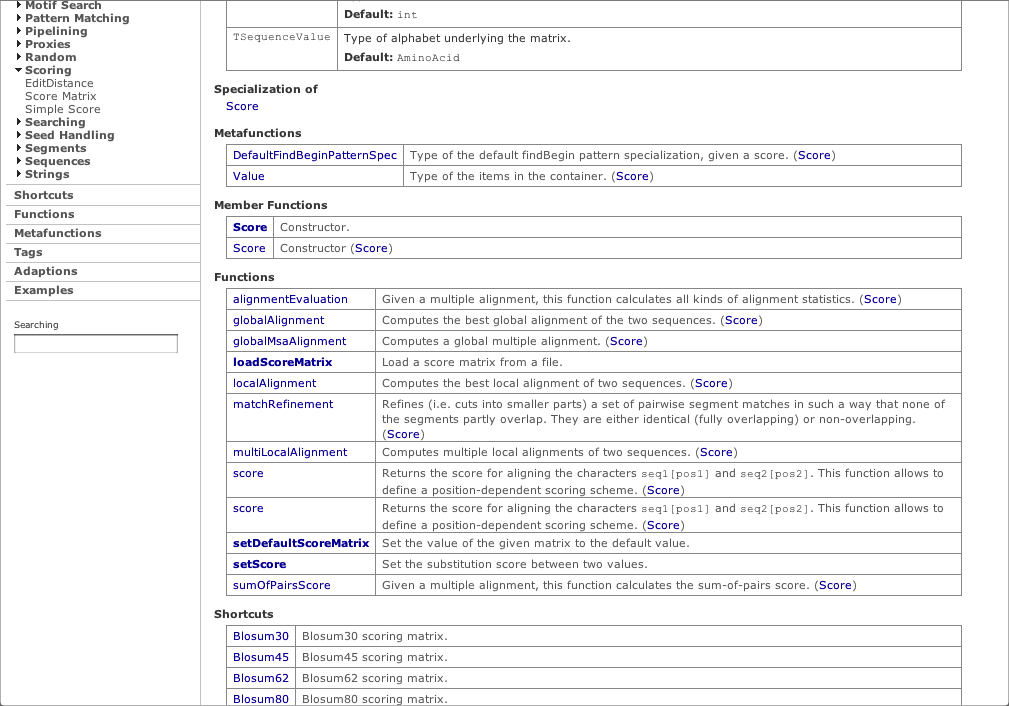 Motif Search
Pattern Matching
Pipelining
Proxies
Random
Scoring
EditDistance
Score Matrix
Simple Score
Searching
Seed Handling
Segments
Sequences
Strings
Shortcuts
Functions
Metafunctions
Tags
Adaptions
Examples
Searching
Default: int
TSequenceValue Type of alphabet underlying the matrix.
Default: AminoAcid
Specialization of
Score
Metafunctions
DefaultFindBeginPatternSpec Type of the default findBegin pattern specialization, given a score. (Score)
Value Type of the items in the container. (Score)
Member Functions
Score Constructor.
Score Constructor (Score)
Functions
alignmentEvaluation Given a multiple alignment, this function calculates all kinds of alignment statistics. (Score)
globalAlignment Computes the best global alignment of the two sequences. (Score)
globalMsaAlignment Computes a global multiple alignment. (Score)
loadScoreMatrix Load a score matrix from a file.
localAlignment Computes the best local alignment of two sequences. (Score)
matchRefinement Refines (i.e. cuts into smaller parts) a set of pairwise segment matches in such a way that none of
the segments partly overlap. They are either identical (fully overlapping) or non-overlapping.
(Score)
multiLocalAlignment Computes multiple local alignments of two sequences. (Score)
score Returns the score for aligning the characters seq1[pos1] and seq2[pos2]. This function allows to
define a position-dependent scoring scheme. (Score)
score Returns the score for aligning the characters seq1[pos1] and seq2[pos2]. This function allows to
define a position-dependent scoring scheme. (Score)
setDefaultScoreMatrix Set the value of the given matrix to the default value.
setScore Set the substitution score between two values.
sumOfPairsScore Given a multiple alignment, this function calculates the sum-of-pairs score. (Score)
Shortcuts
Blosum30 Blosum30 scoring matrix.
Blosum45 Blosum45 scoring matrix.
Blosum62 Blosum62 scoring matrix.
Blosum80 Blosum80 scoring matrix.